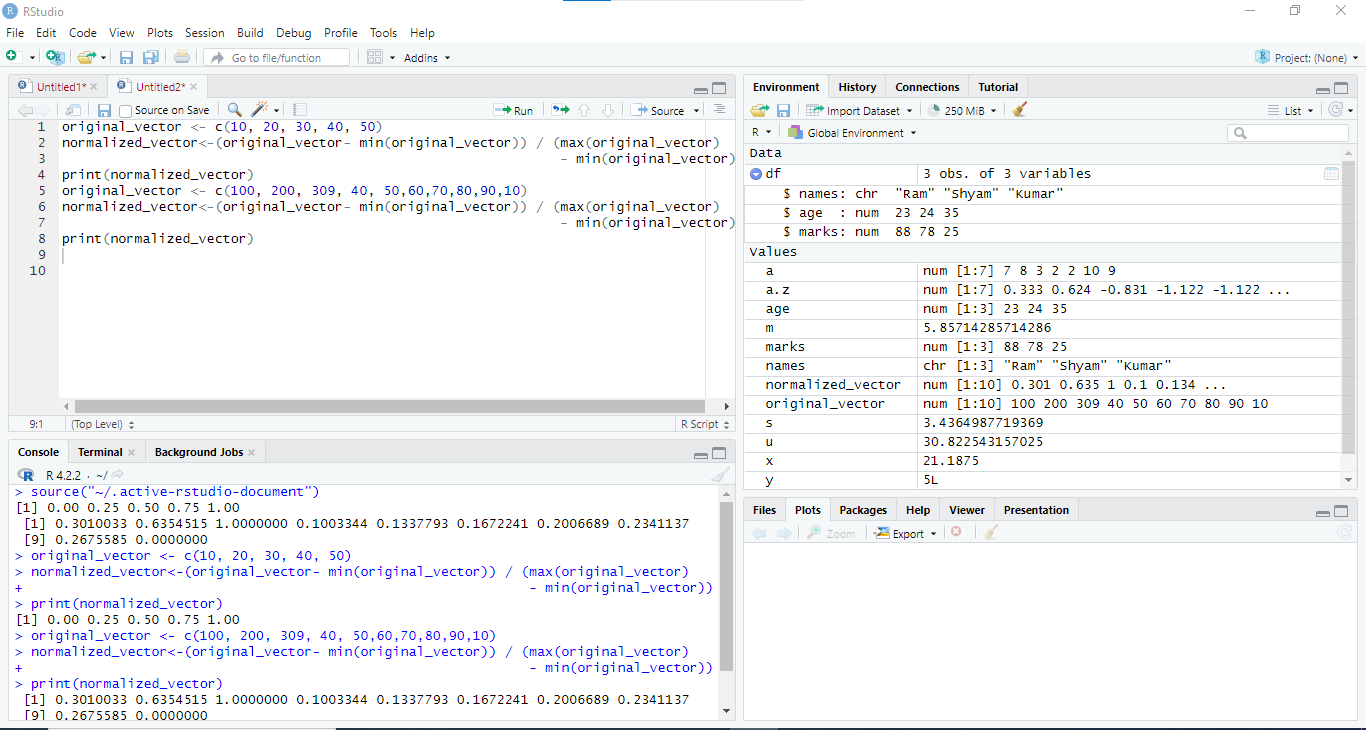 RStudio
File Edit Code View Plots Session Build Debug Profile Tools Help
Go to file/function Addins Project: (None)
Untitled1* Untitled2*
Source on Save Run Source
1 original_vector <- c(10, 20, 30, 40, 50)
2 normalized_vector<-(original_vector- min(original_vector)) / (max(original_vector)
3 - min(original_vector)
4 print(normalized_vector)
5 original_vector <- c(100, 200, 309, 40, 50,60,70,80,90,10)
6 normalized_vector<-(original_vector- min(original_vector)) / (max(original_vector)
7 - min(original_vector)
8 print(normalized_vector)
9
10
9:1 (Top Level) R Script
Console Terminal Background Jobs
R 4.2.2 · ~/
> source("~/.active-rstudio-document")
[1] 0.00 0.25 0.50 0.75 1.00
[1] 0.3010033 0.6354515 1.0000000 0.1003344 0.1337793 0.1672241 0.2006689 0.2341137
[9] 0.2675585 0.0000000
> original_vector <- c(10, 20, 30, 40, 50)
> normalized_vector<-(original_vector- min(original_vector)) / (max(original_vector)
+ - min(original_vector))
> print(normalized_vector)
[1] 0.00 0.25 0.50 0.75 1.00
> original_vector <- c(100, 200, 309, 40, 50,60,70,80,90,10)
> normalized_vector<-(original_vector- min(original_vector)) / (max(original_vector)
+ - min(original_vector))
> print(normalized_vector)
[1] 0.3010033 0.6354515 1.0000000 0.1003344 0.1337793 0.1672241 0.2006689 0.2341137
[9] 0.2675585 0.0000000
Environment History Connections Tutorial
Import Dataset 250 MiB List
R Global Environment
Data
df 3 obs. of 3 variables
$ names: chr "Ram" "Shyam" "Kumar"
$ age : num 23 24 35
$ marks: num 88 78 25
Values
a num [1:7] 7 8 3 2 2 10 9
a.z num [1:7] 0.333 0.624 -0.831 -1.122 -1.122 ...
age num [1:3] 23 24 35
m 5.85714285714286
marks num [1:3] 88 78 25
names chr [1:3] "Ram" "Shyam" "Kumar"
normalized_vector num [1:10] 0.301 0.635 1 0.1 0.134 ...
original_vector num [1:10] 100 200 309 40 50 60 70 80 90 10
s 3.4364987719369
u 30.822543157025
x 21.1875
y 5L
Files Plots Packages Help Viewer Presentation
Zoom Export